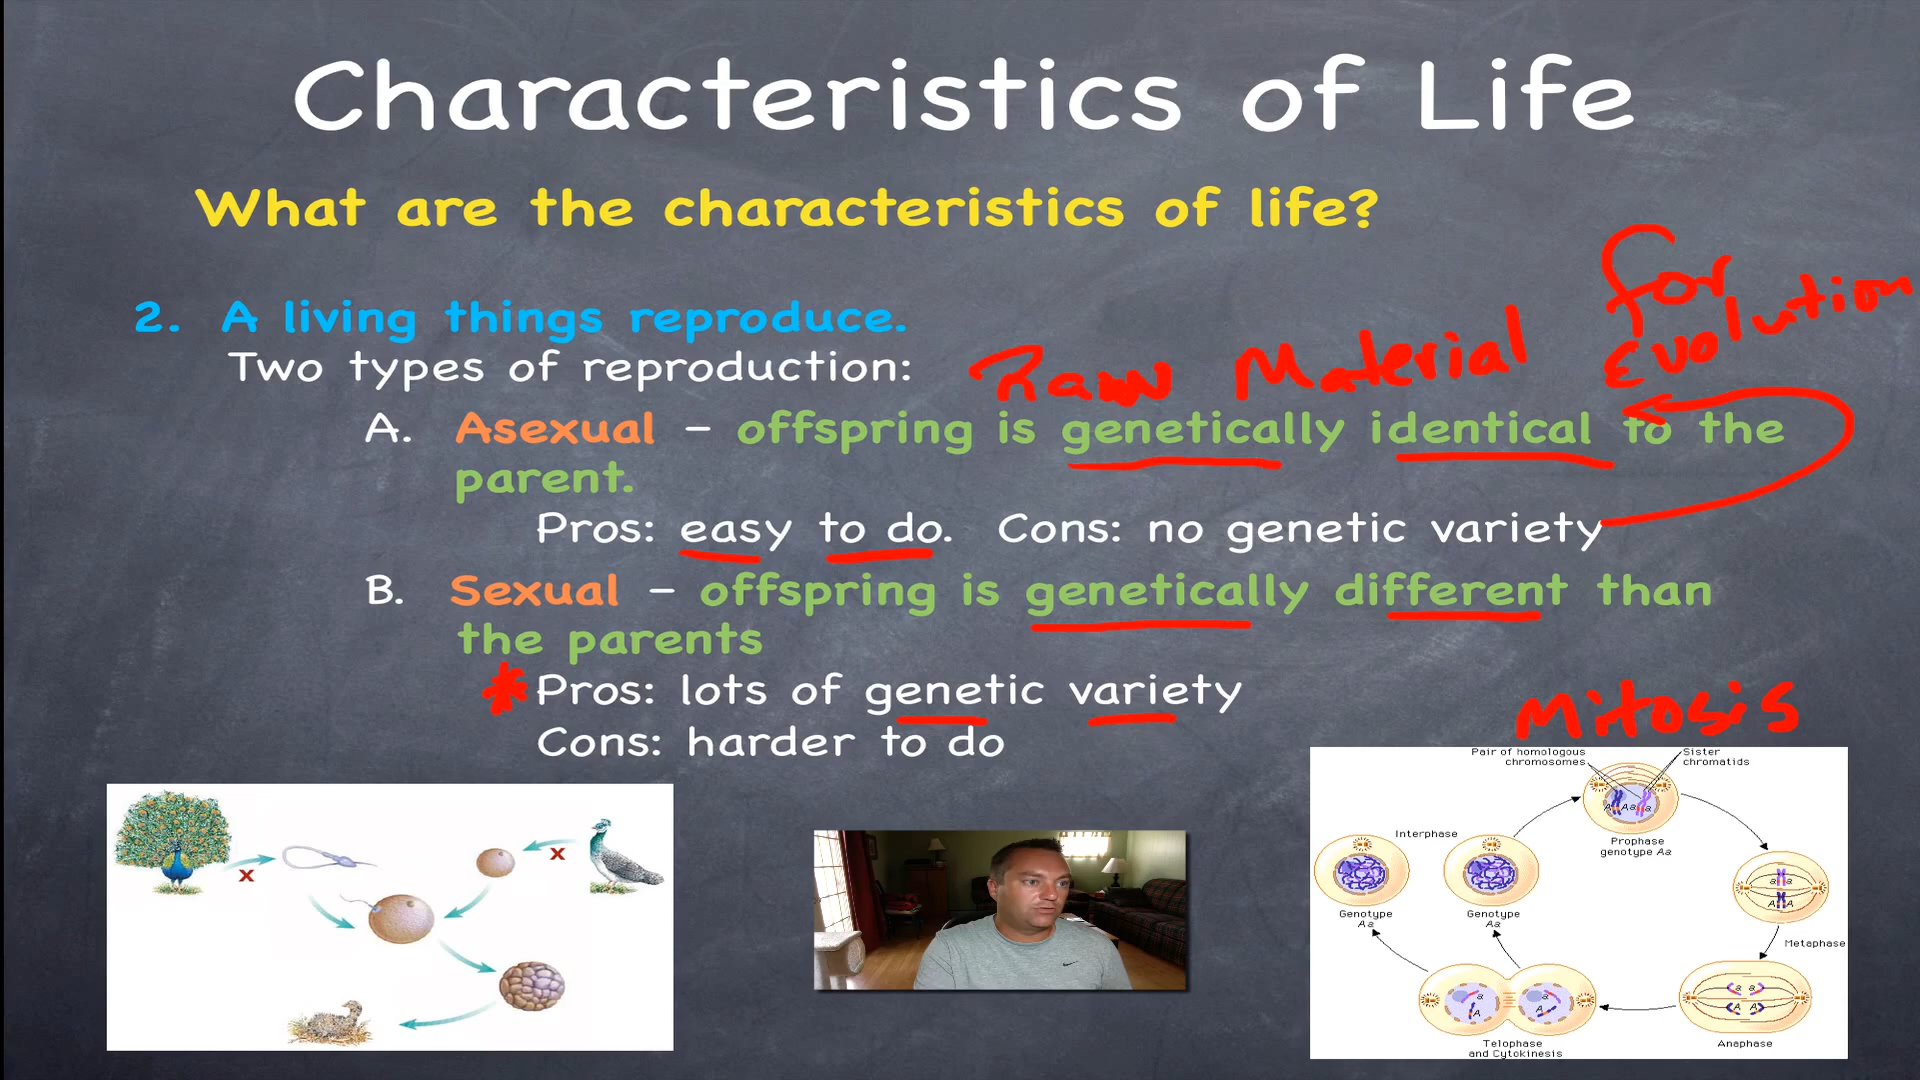 Characteristics of Life
What are the characteristics of life?
for
Evolution
2. A living things reproduce.
Raw Material
Two types of reproduction:
A. Asexual – offspring is genetically identical to the
parent.
Pros: easy to do. Cons: no genetic variety
B. Sexual – offspring is genetically different than
the parents
* Pros: lots of genetic variety
Cons: harder to do
Mitosis
x
x
Pair of homologous
chromosomes
Sister
chromatids
A Aa a
Prophase
genotype Aa
Interphase
Genotype
Aa
Genotype
Aa
a a
A A
Metaphase
a a
A A
Anaphase
a
A
a
A
Telophase
and Cytokinesis